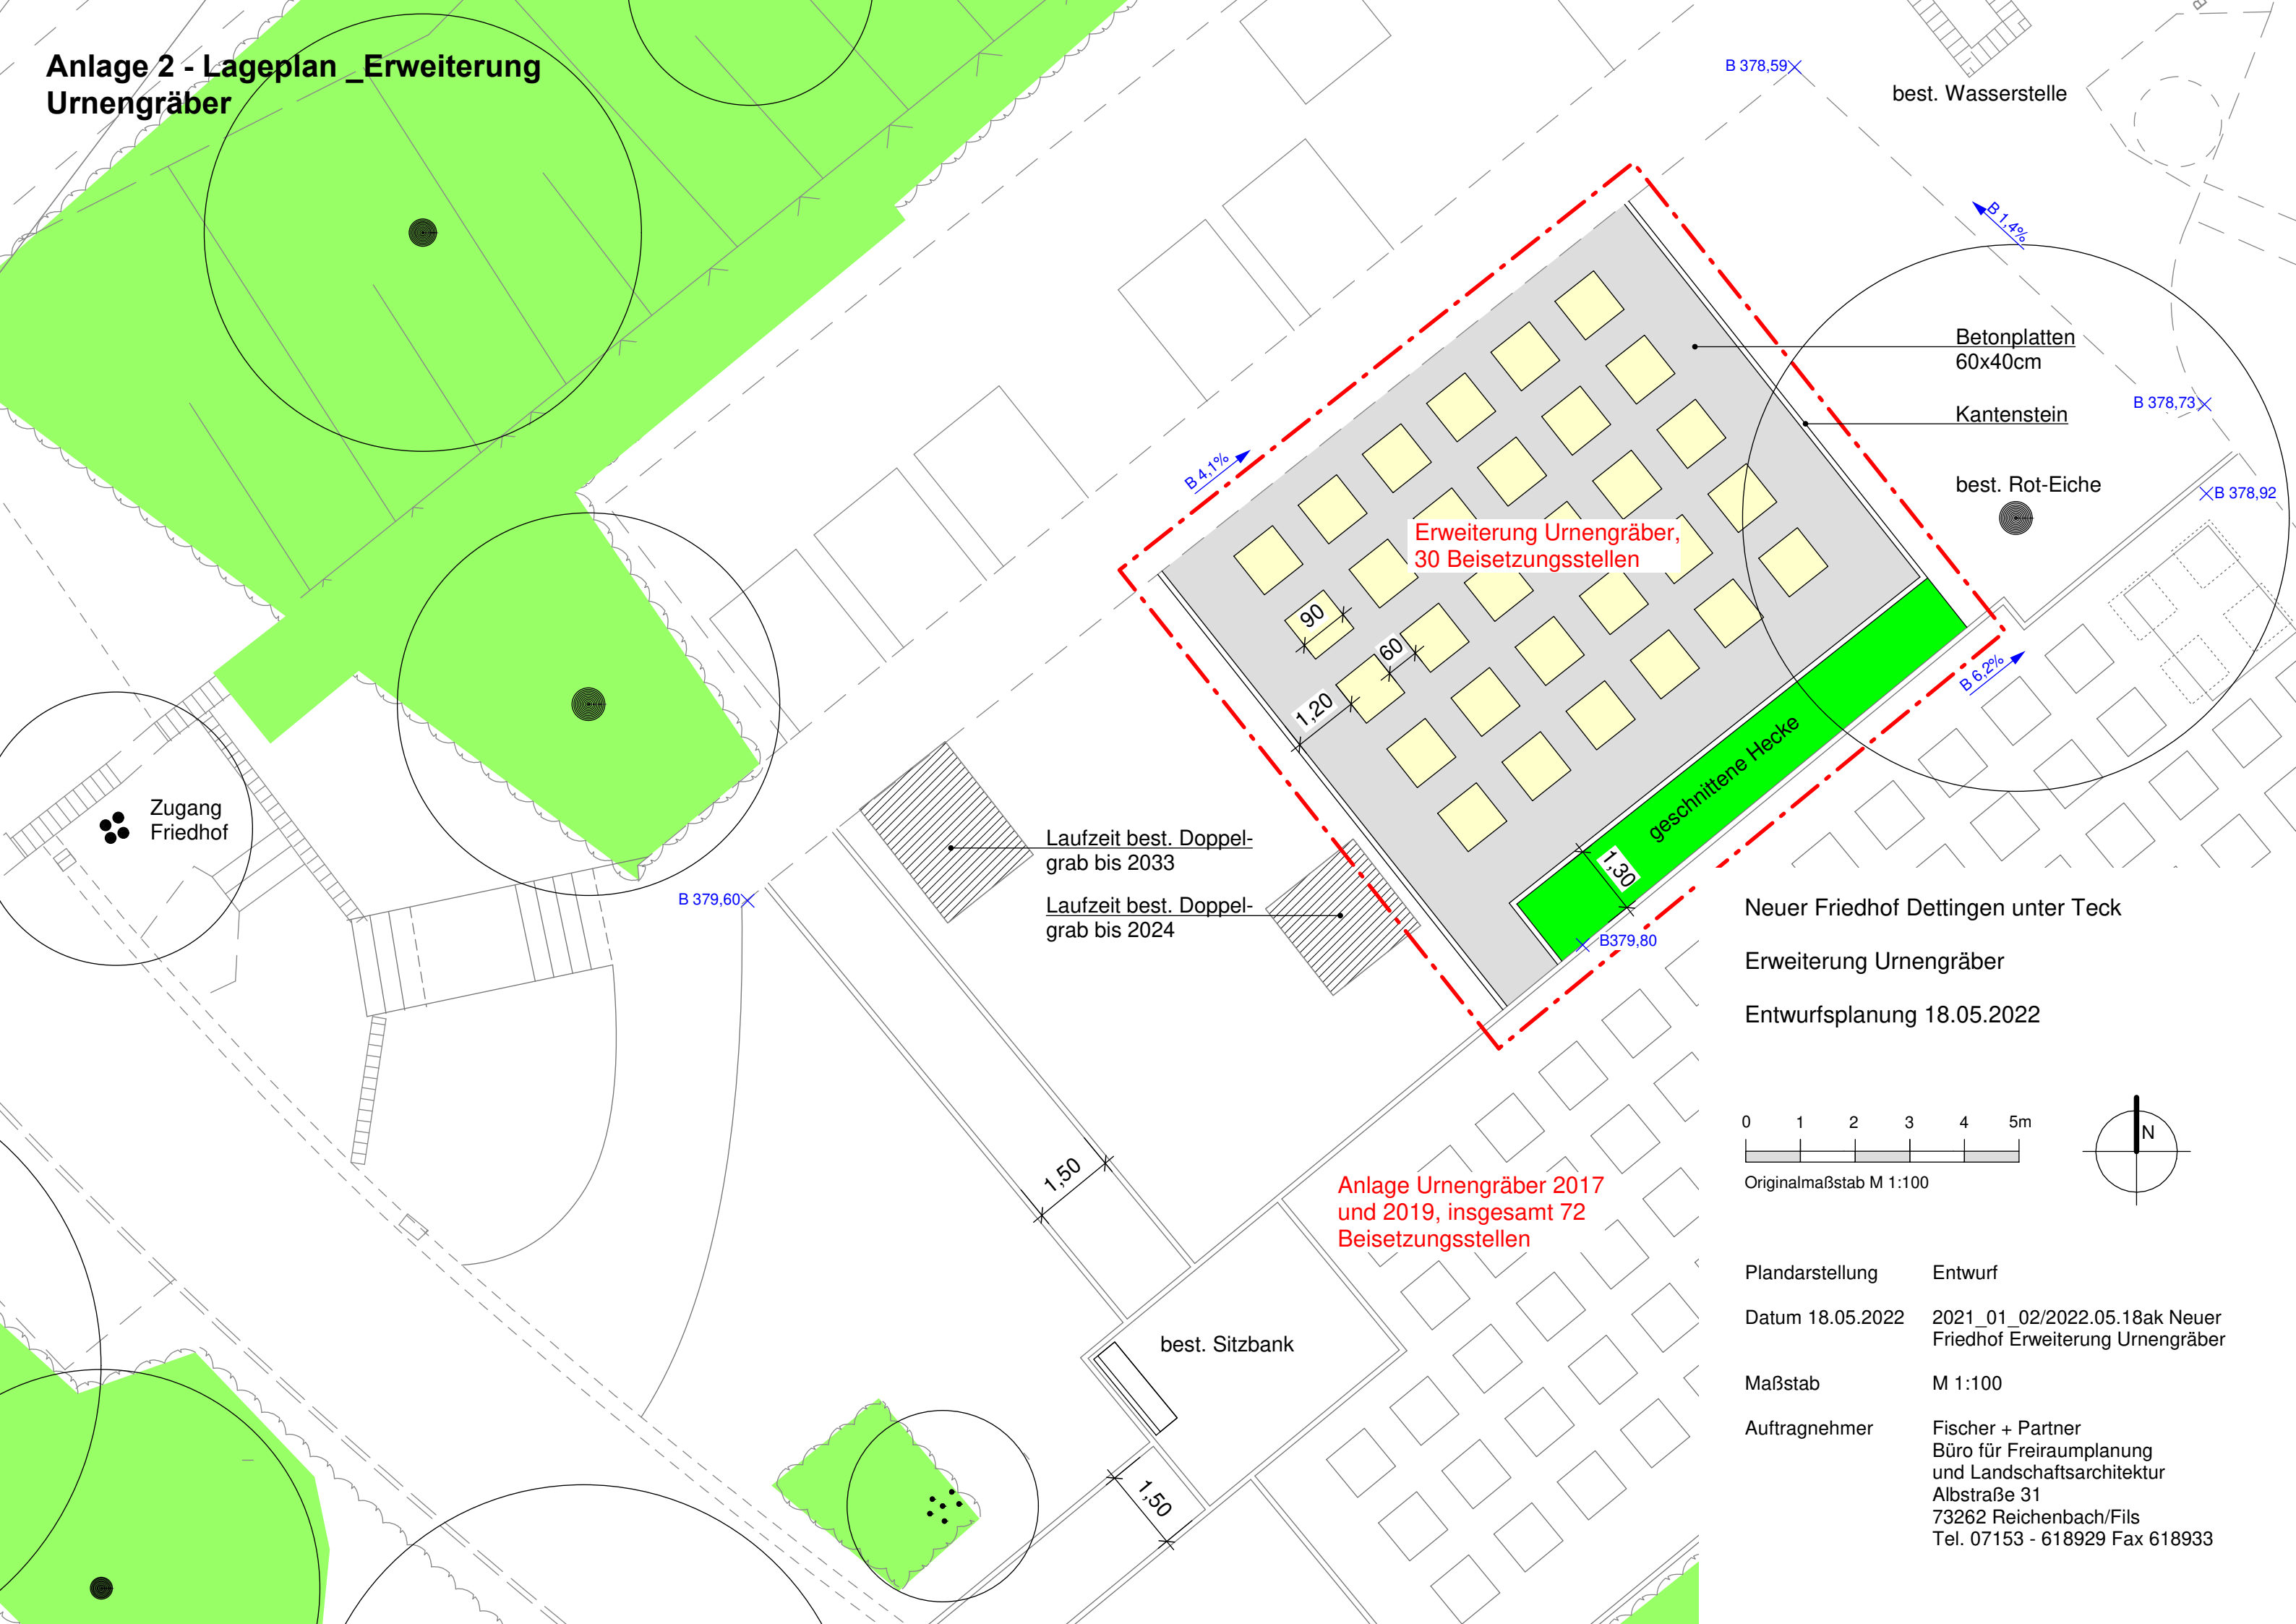 Anlage 2 - Lageplan _Erweiterung
Urnengräber
B 378,59
best. Wasserstelle
B 1,4%
Betonplatten
60x40cm
Kantenstein
B 378,73
best. Rot-Eiche
B 378,92
B 4,1%
Erweiterung Urnengräber,
30 Beisetzungsstellen
90
60
1,20
B 6,2%
geschnittene Hecke
1,30
B379,80
Zugang
Friedhof
Laufzeit best. Doppel-
grab bis 2033
Laufzeit best. Doppel-
grab bis 2024
B 379,60
1,50
Anlage Urnengräber 2017
und 2019, insgesamt 72
Beisetzungsstellen
best. Sitzbank
1,50
Neuer Friedhof Dettingen unter Teck
Erweiterung Urnengräber
Entwurfsplanung 18.05.2022
0 1 2 3 4 5m
Originalmaßstab M 1:100
N
Plandarstellung Entwurf
Datum 18.05.2022 2021_01_02/2022.05.18ak Neuer
Friedhof Erweiterung Urnengräber
Maßstab M 1:100
Auftragnehmer Fischer + Partner
Büro für Freiraumplanung
und Landschaftsarchitektur
Albstraße 31
73262 Reichenbach/Fils
Tel. 07153 - 618929 Fax 618933